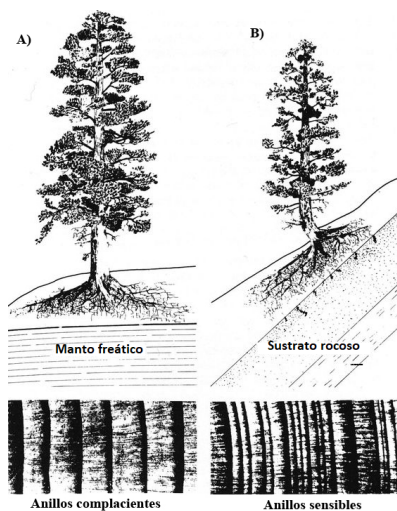 A)
B)
Manto freático
Sustrato rocoso
Anillos complacientes
Anillos sensibles